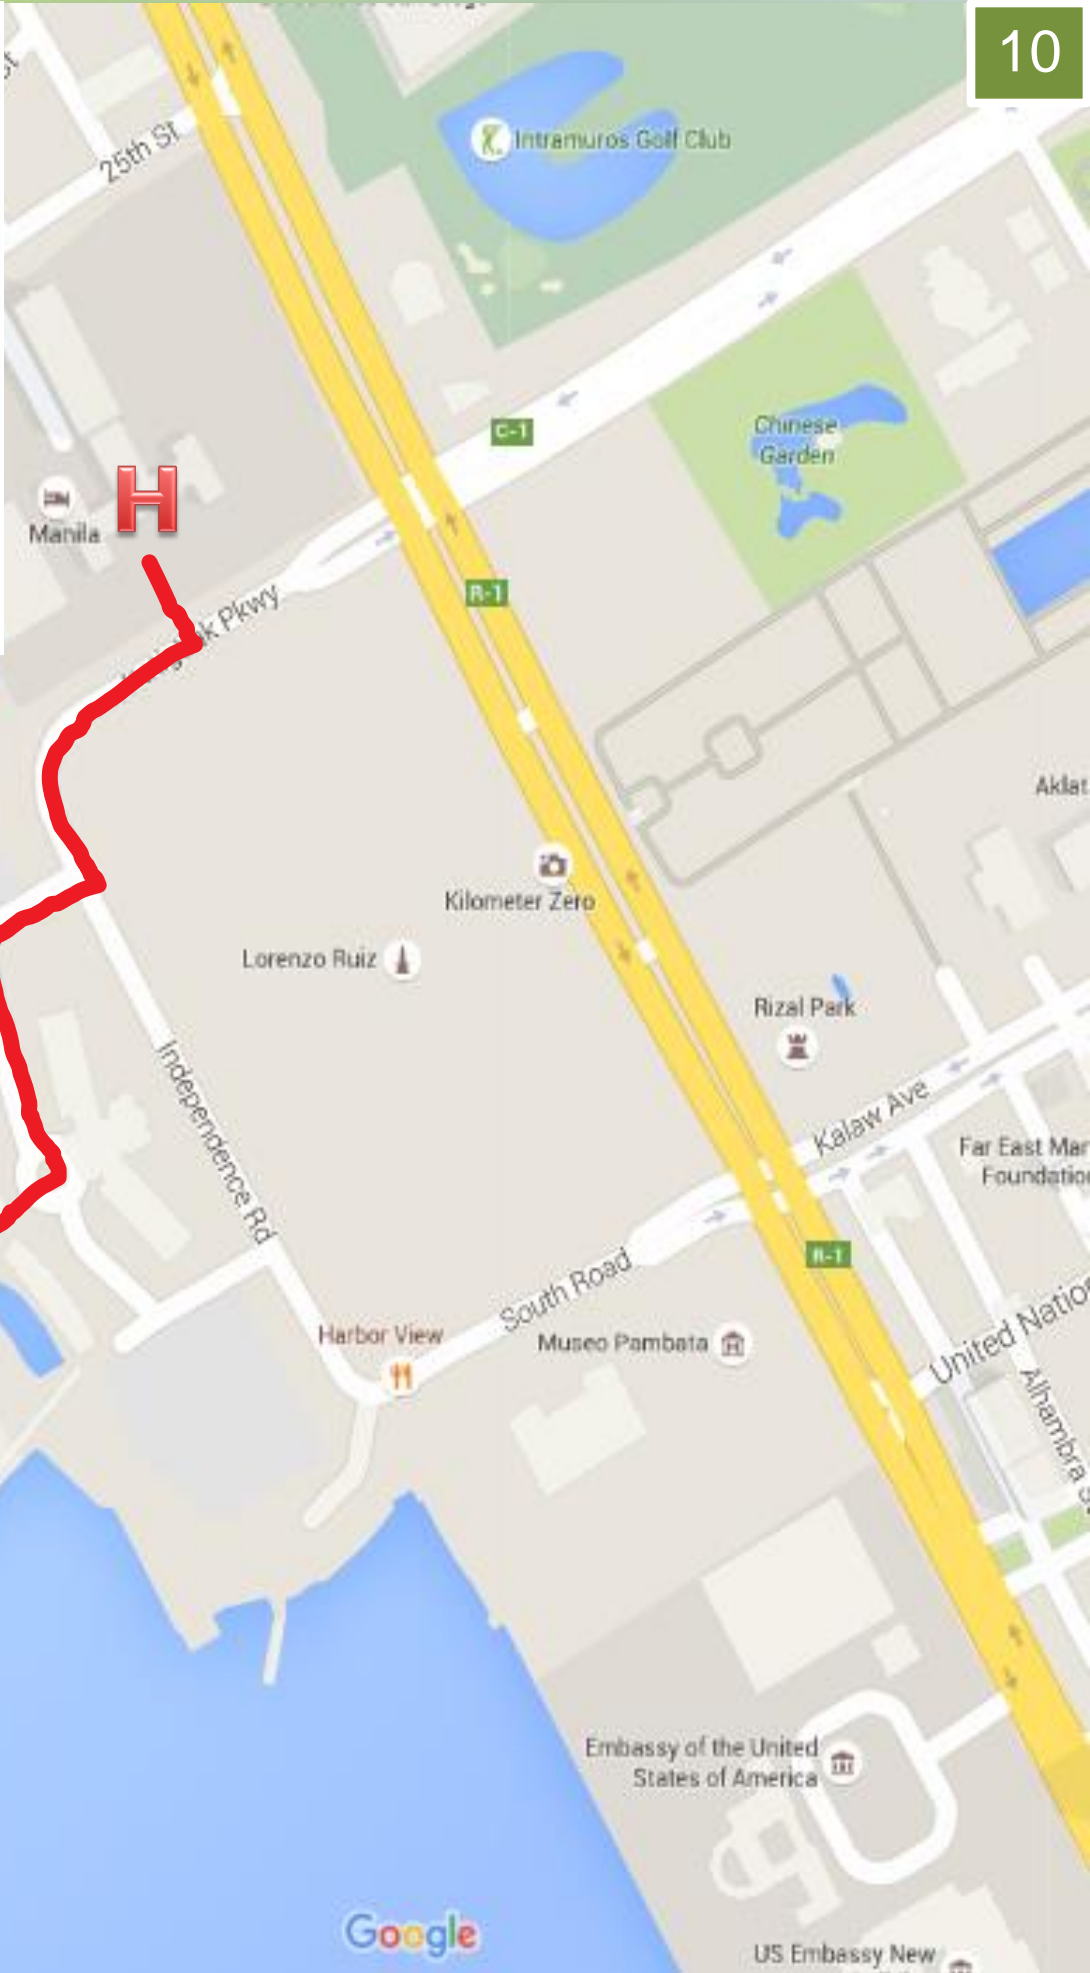 10
25th St
Intramuros Golf Club
C-1
Chinese
Garden
H
Manila
Pkwy
R-1
Aklat
Kilometer Zero
Lorenzo Ruiz
Rizal Park
Independence Rd
Kalaw Ave
Far East Mar
Foundation
R-1
South Road
Harbor View
Museo Pambata
United Nation
Alhambra S
Embassy of the United
States of America
Google
US Embassy New